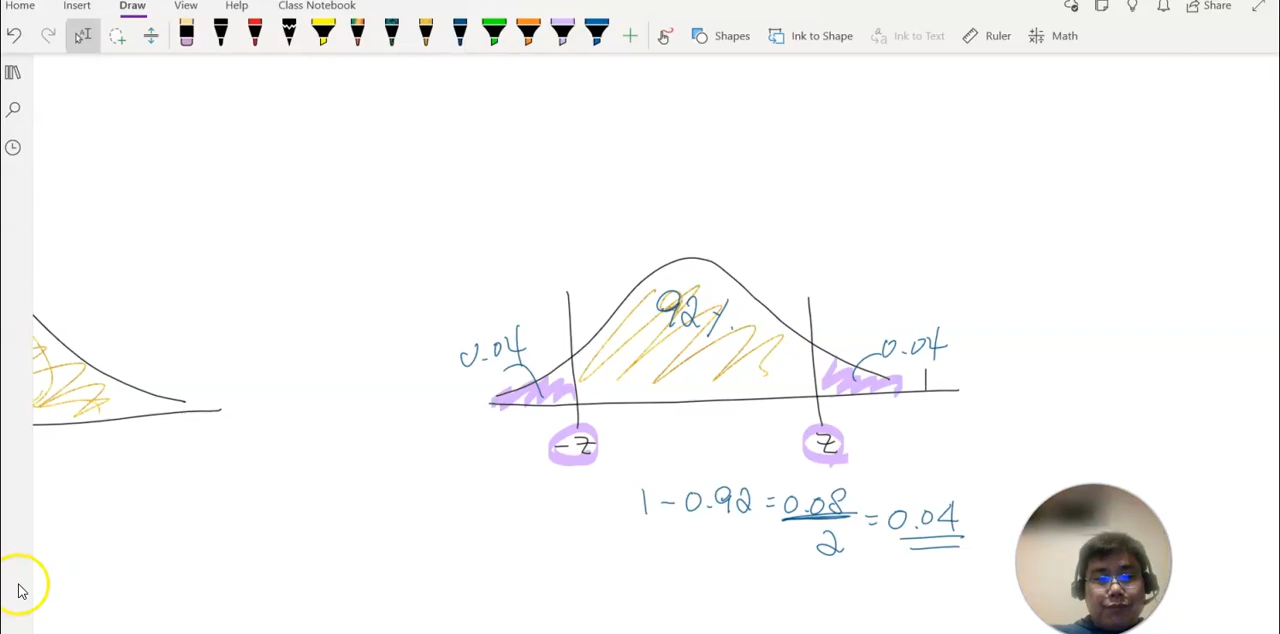 Home Insert Draw View Help Class Notebook Share
Shapes Ink to Shape Ink to Text Ruler Math
92%
0.04 0.04
-z z
1 - 0.92 = 0.08 / 2 = 0.04